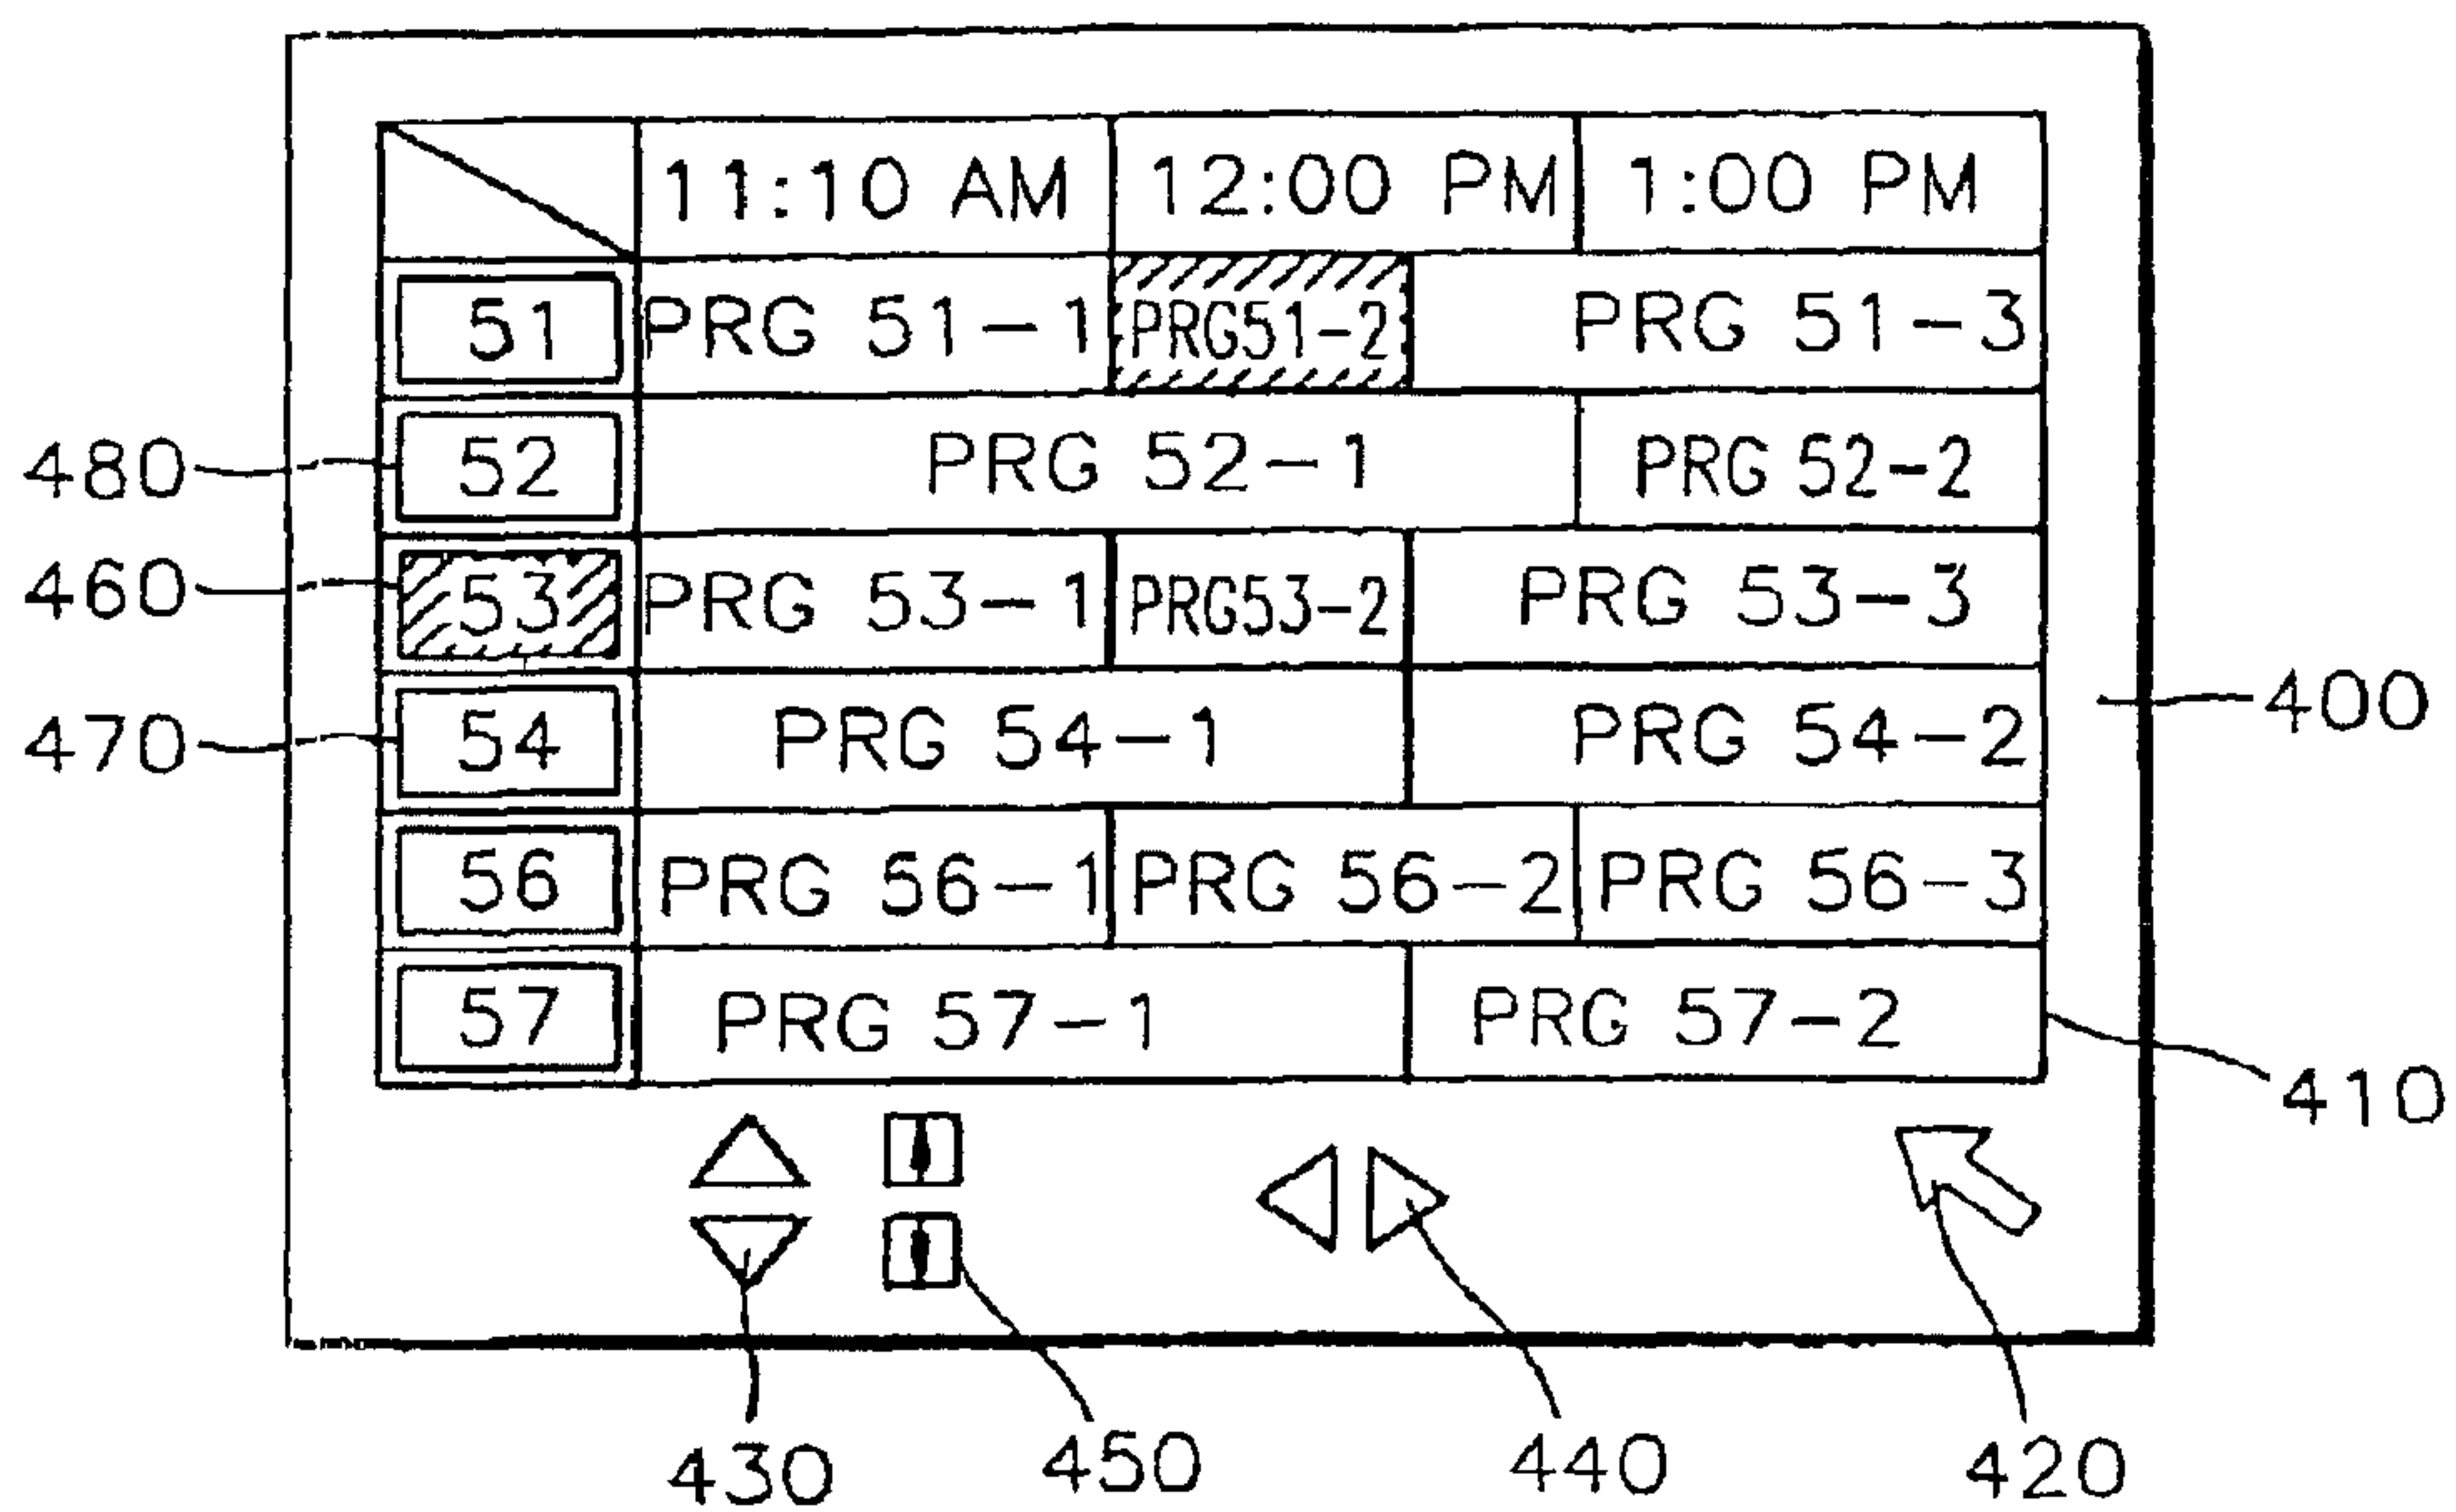 11:10 AM 12:00 PM 1:00 PM
51 PRG 51-1 PRG51-2 PRG 51-3
480 52 PRG 52-1 PRG 52-2
460 53 PRG 53-1 PRG53-2 PRG 53-3
470 54 PRG 54-1 PRG 54-2 400
56 PRG 56-1 PRG 56-2 PRG 56-3
57 PRG 57-1 PRG 57-2
410
430 450 440 420